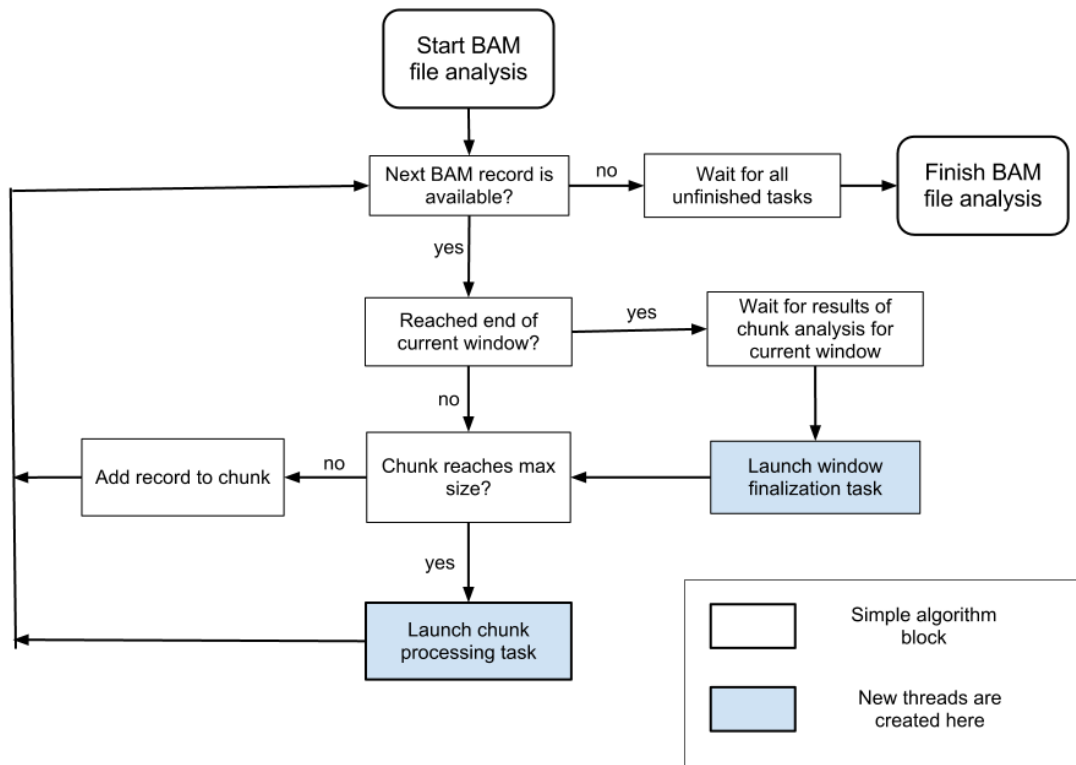 Start BAM
file analysis
Next BAM record is
available?
no
Wait for all
unfinished tasks
Finish BAM
file analysis
yes
Reached end of
current window?
yes
Wait for results of
chunk analysis for
current window
no
Add record to chunk
no
Chunk reaches max
size?
Launch window
finalization task
yes
Launch chunk
processing task
Simple algorithm
block
New threads are
created here